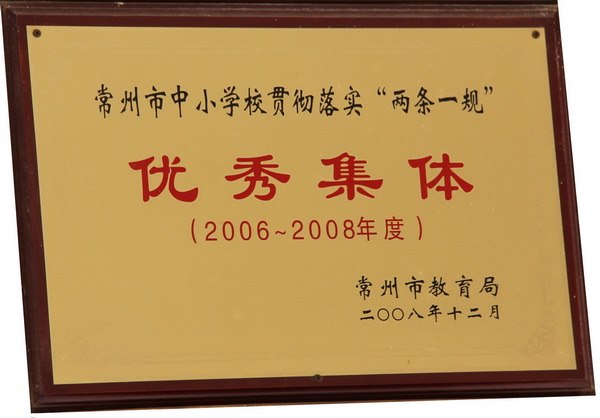 常州市中小学校贯彻落实“两条一规”
优秀集体
（2006~2008年度）
常州市教育局
二〇〇八年十二月